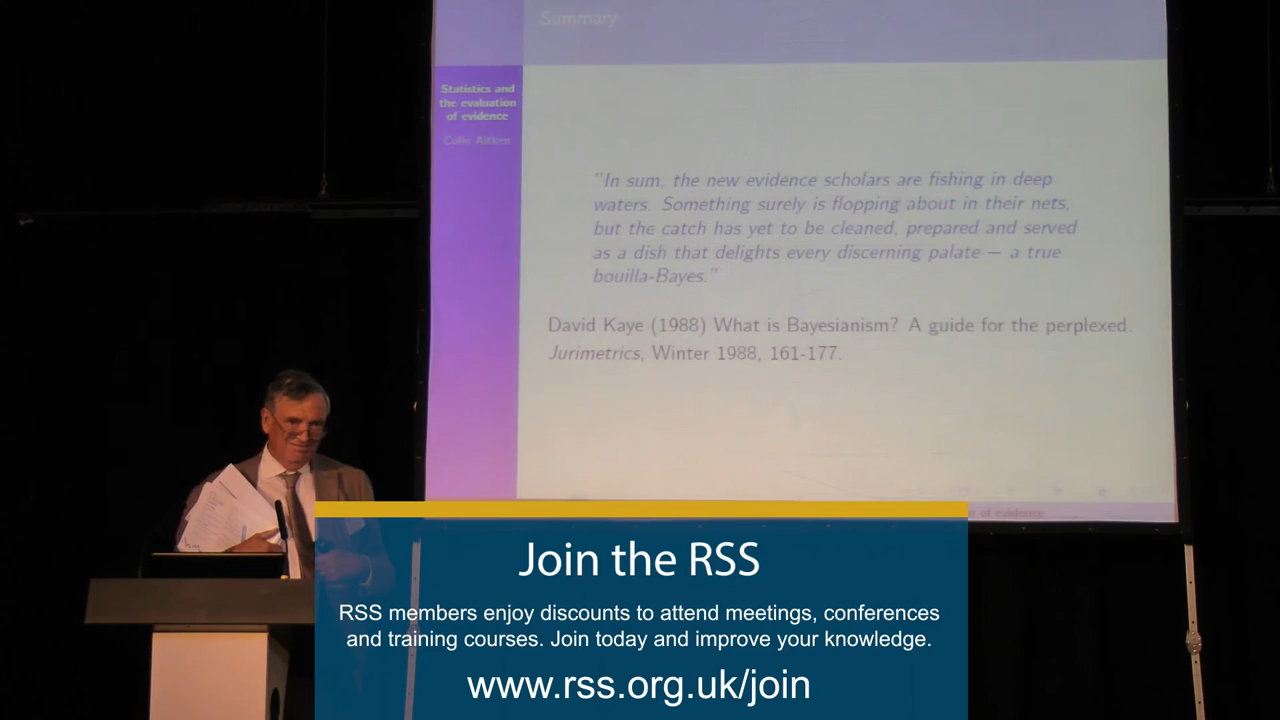 Summary
Statistics and
the evaluation
of evidence
Colin Aitken
"In sum, the new evidence scholars are fishing in deep
waters. Something surely is flopping about in their nets,
but the catch has yet to be cleaned, prepared and served
as a dish that delights every discerning palate – a true
bouilla-Bayes."
David Kaye (1988) What is Bayesianism? A guide for the perplexed.
Jurimetrics, Winter 1988, 161-177.
of evidence
Join the RSS
RSS members enjoy discounts to attend meetings, conferences
and training courses. Join today and improve your knowledge.
www.rss.org.uk/join